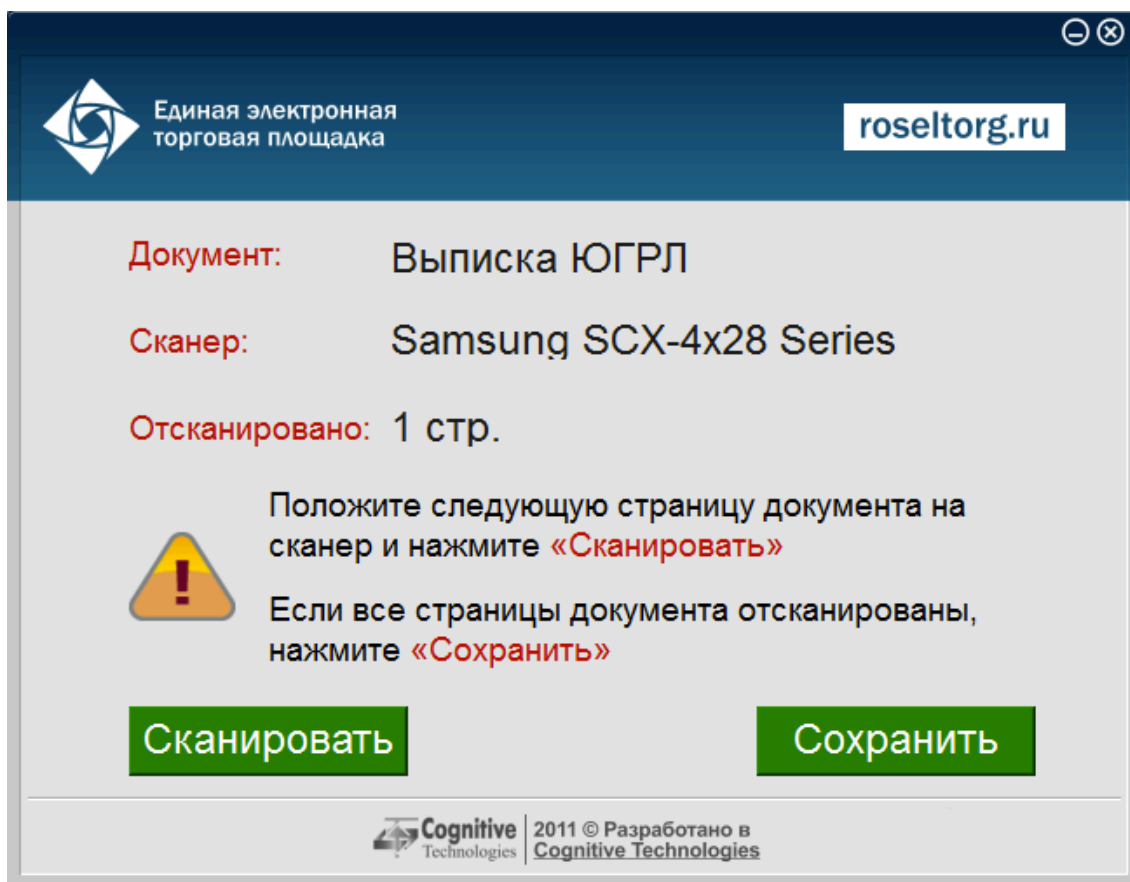 Единая электронная
торговая площадка
roseltorg.ru
Документ: Выписка ЮГРЛ
Сканер: Samsung SCX-4x28 Series
Отсканировано: 1 стр.
Положите следующую страницу документа на
сканер и нажмите «Сканировать»
Если все страницы документа отсканированы,
нажмите «Сохранить»
Сканировать Сохранить
Cognitive 2011 © Разработано в
Technologies Cognitive Technologies